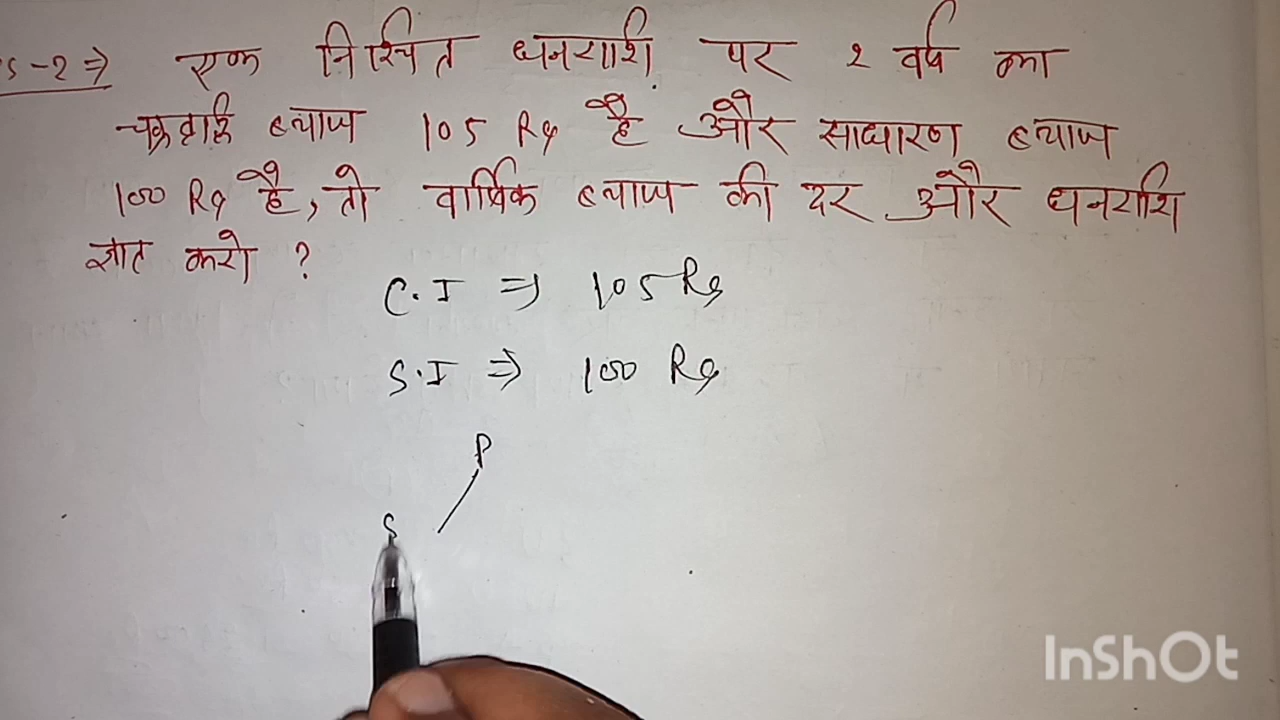 s-2 ⇒ एक निश्चित धनराशि पर 2 वर्ष का
चक्रवृद्धि ब्याज 105 Rs है और साधारण ब्याज
100 Rs है, तो वार्षिक ब्याज की दर और धनराशि
ज्ञात करो ?
C.I ⇒ 105 Rs
S.I ⇒ 100 Rs
P
S
InShOt